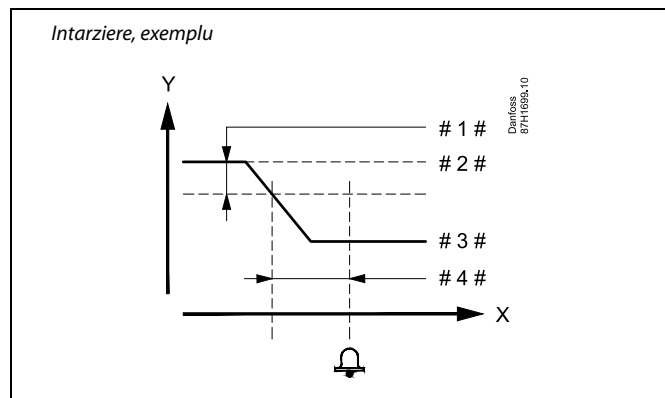 Intarziere, exemplu
Y
# 1 #
Danfoss
87H1699.10
# 2 #
# 3 #
# 4 #
X